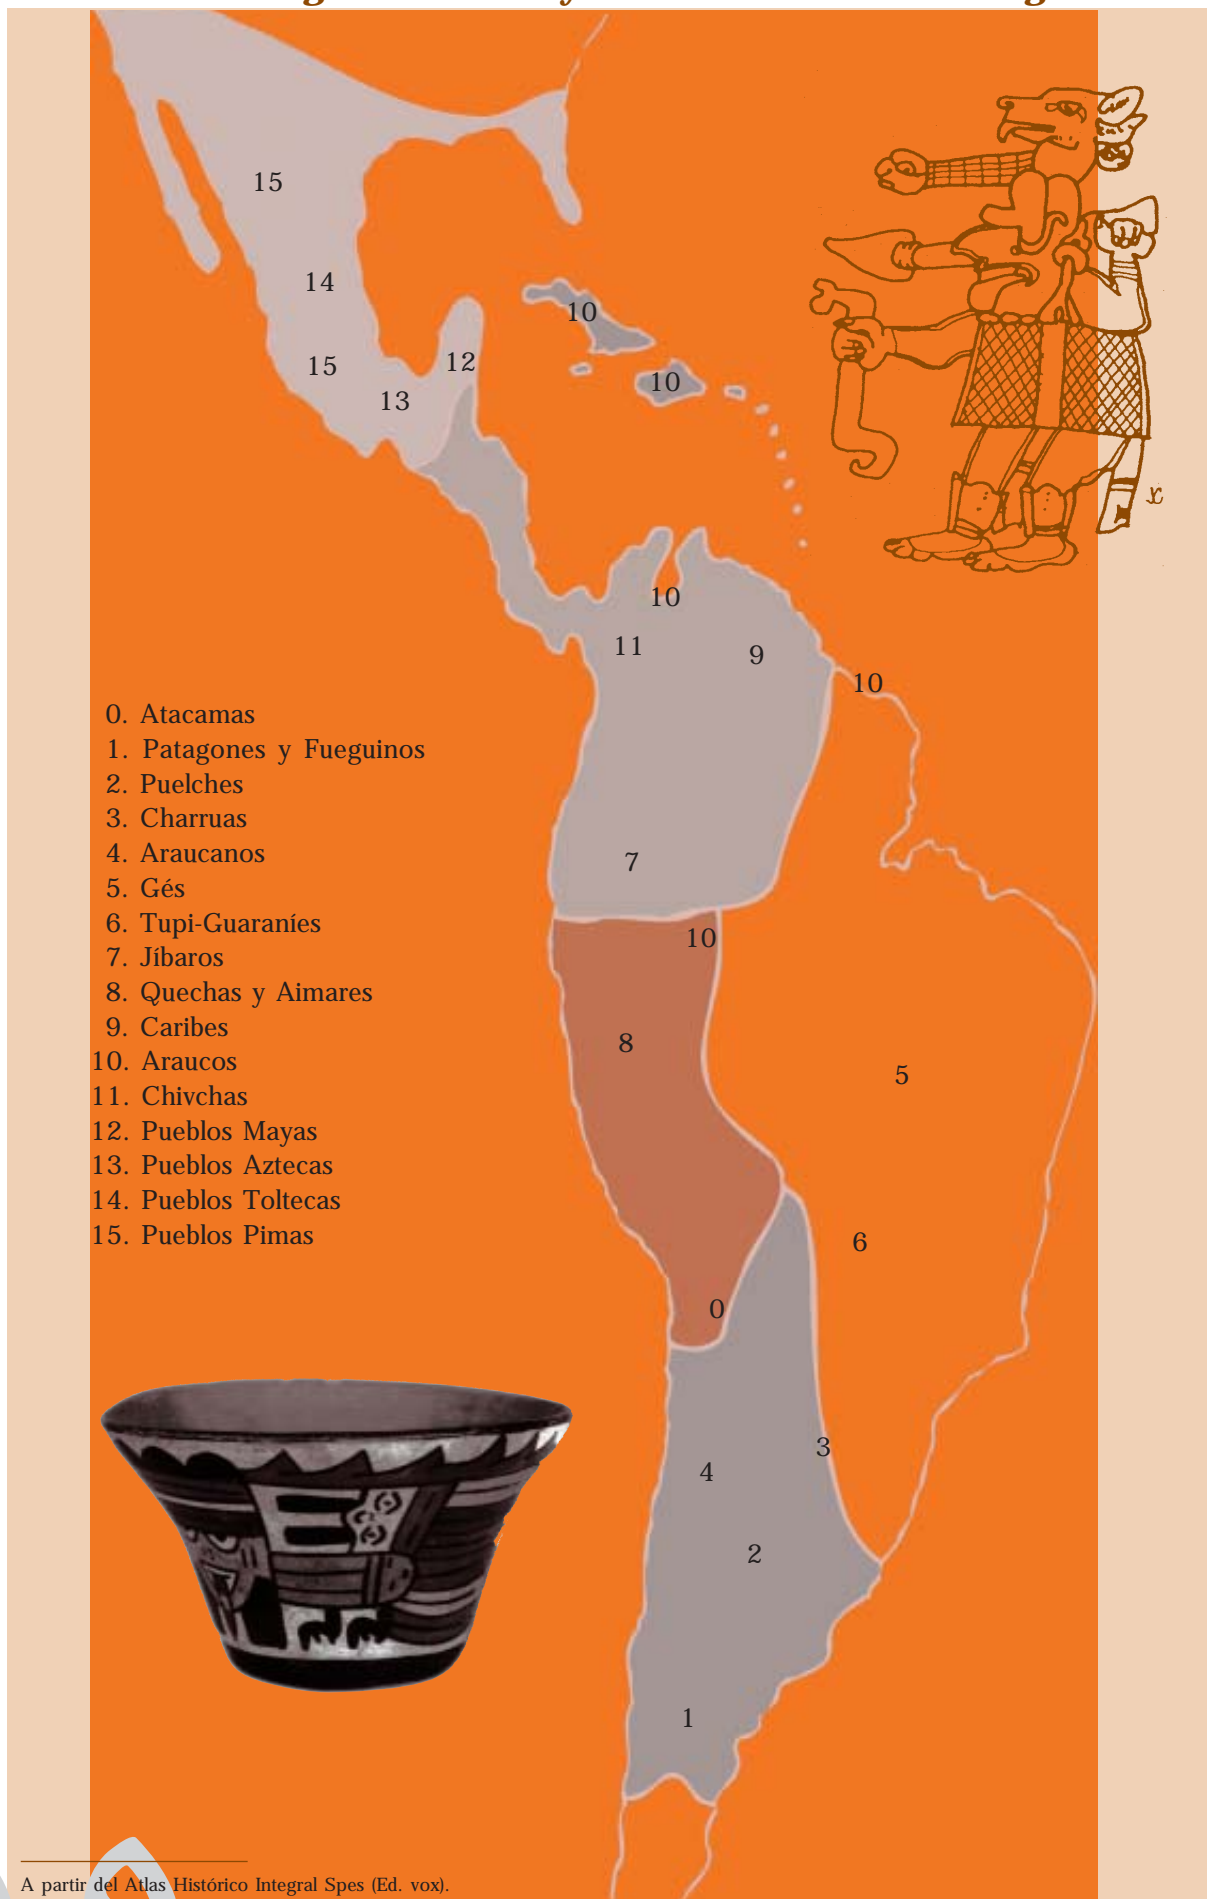 15
14
10
15
12
10
13
10
11
9
10
0. Atacamas
1. Patagones y Fueguinos
2. Puelches
3. Charruas
4. Araucanos
5. Gés
6. Tupi-Guaraníes
7. Jíbaros
8. Quechas y Aimares
9. Caribes
10. Araucos
11. Chivchas
12. Pueblos Mayas
13. Pueblos Aztecas
14. Pueblos Toltecas
15. Pueblos Pimas
7
10
8
5
6
0
3
4
2
1
A partir del Atlas Histórico Integral Spes (Ed. vox).